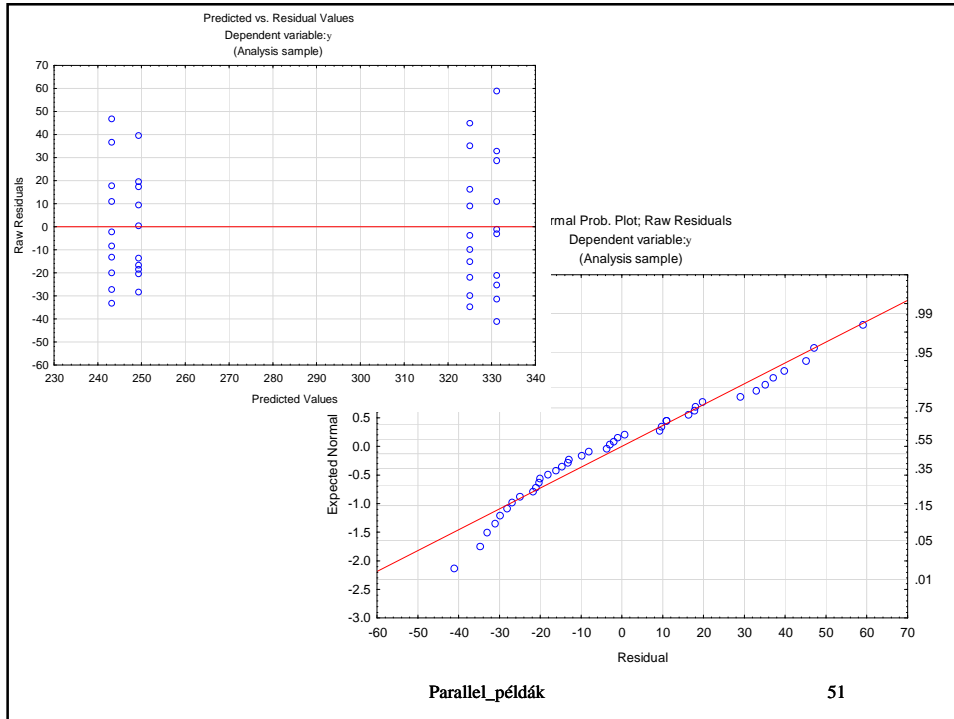 Predicted vs. Residual Values
Dependent variable:y
(Analysis sample)
70
60
50
40
30
20
10
0
-10
-20
-30
-40
-50
-60
Raw Residuals
230 240 250 260 270 280 290 300 310 320 330 340
Predicted Values
rmal Prob. Plot; Raw Residuals
Dependent variable:y
(Analysis sample)
0.5
0.0
-0.5
-1.0
-1.5
-2.0
-2.5
-3.0
Expected Normal
.99
.95
.75
.55
.35
.15
.05
.01
-60 -50 -40 -30 -20 -10 0 10 20 30 40 50 60 70
Residual
Parallel_példák 51